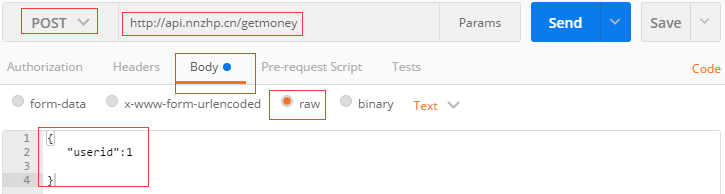 POST http://api.nnzhp.cn/getmoney Params Send Save
Authorization Headers Body Pre-request Script Tests Code
form-data x-www-form-urlencoded raw binary Text
1 {
2 "userid":1
3
4 }